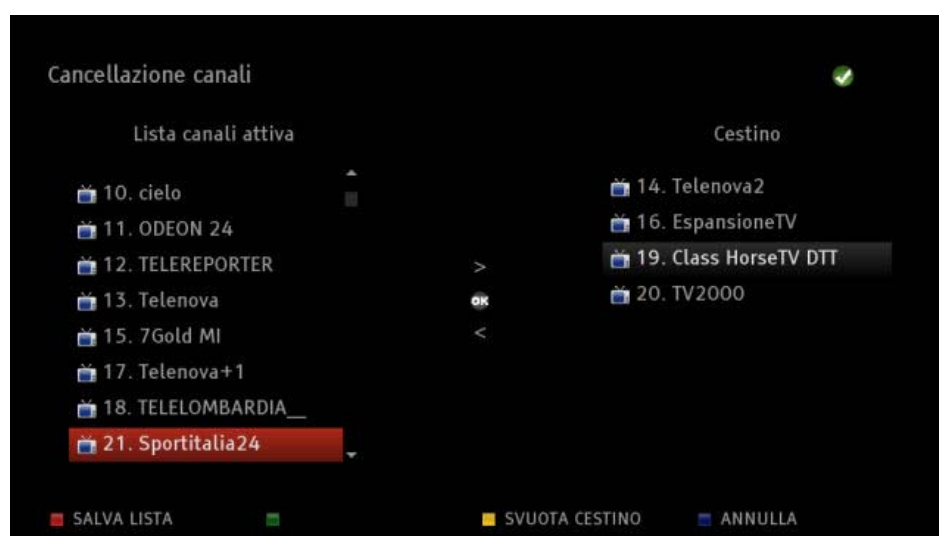 Cancellazione canali
Lista canali attiva
10. cielo
11. ODEON 24
12. TELEREPORTER
13. Telenova
15. 7Gold MI
17. Telenova+1
18. TELELOMBARDIA__
21. Sportitalia24
>
OK
<
Cestino
14. Telenova2
16. EspansioneTV
19. Class HorseTV DTT
20. TV2000
SALVA LISTA
SVUOTA CESTINO
ANNULLA